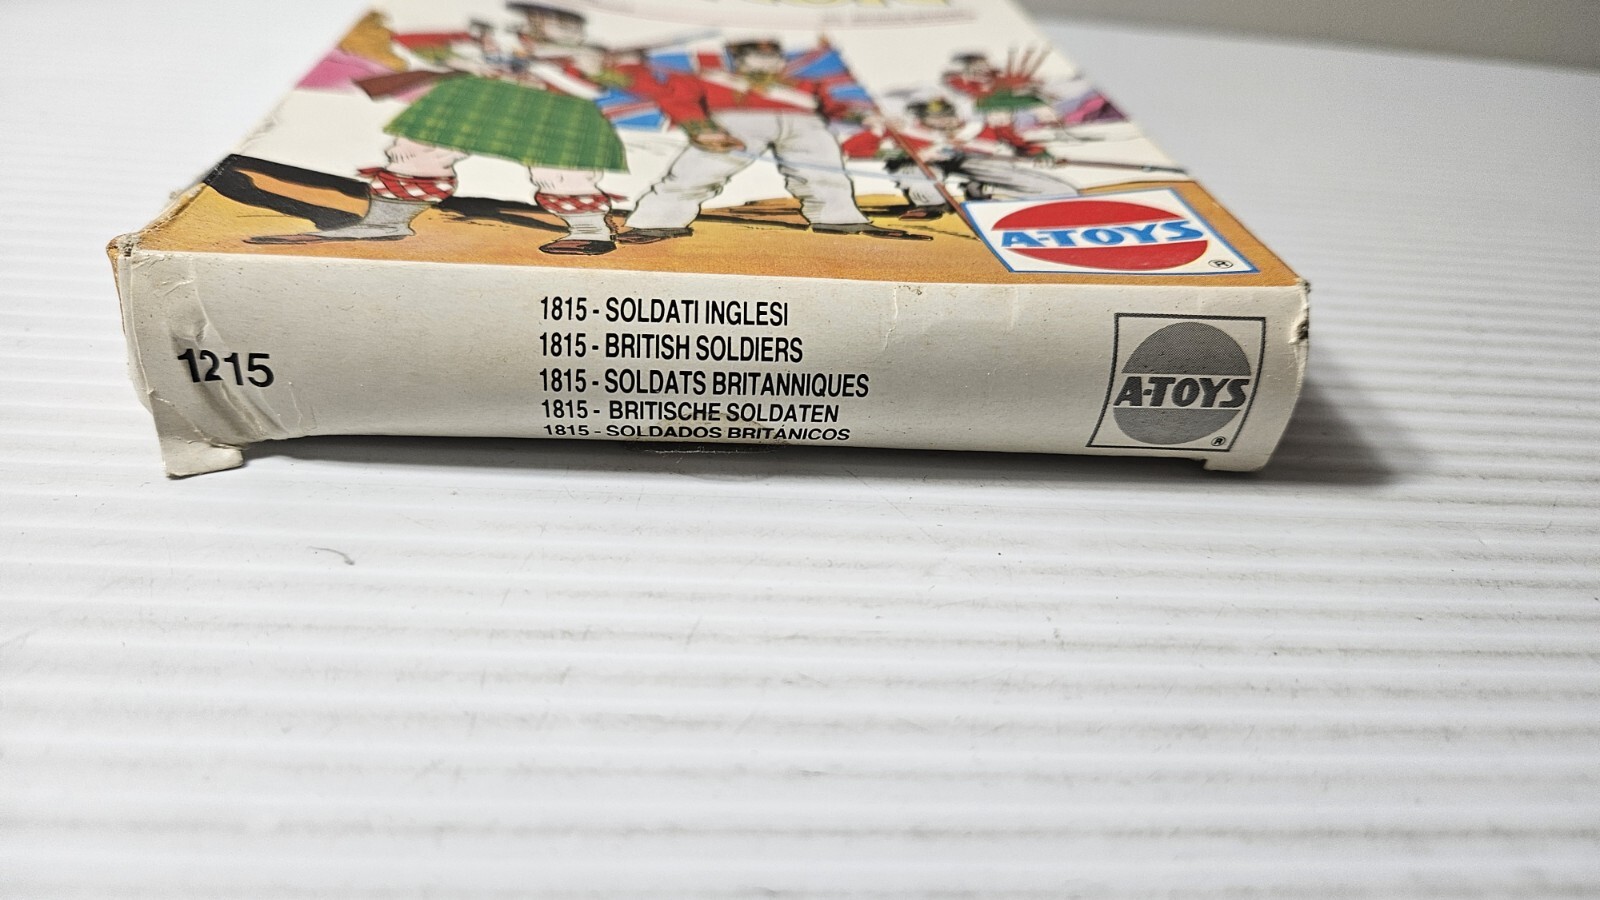 A-TOYS ®
1215
1815 - SOLDATI INGLESI
1815 - BRITISH SOLDIERS
1815 - SOLDATS BRITANNIQUES
1815 - BRITISCHE SOLDATEN
1815 - SOLDADOS BRITÁNICOS
A-TOYS
®